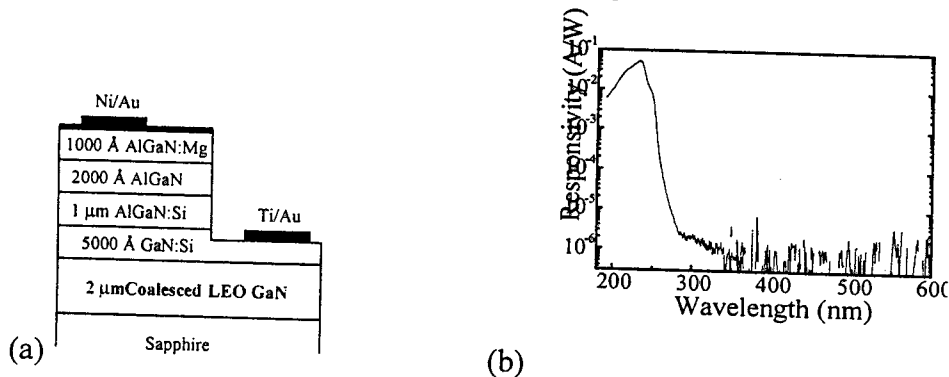 Ni/Au
1000 Å AlGaN:Mg
2000 Å AlGaN
1 μm AlGaN:Si
Ti/Au
5000 Å GaN:Si
2 μmCoalesced LEO GaN
Sapphire
(a)
Responsivity (A/W)
10⁻¹
10⁻²
10⁻³
10⁻⁴
10⁻⁵
10⁻⁶
200 300 400 500 600
Wavelength (nm)
(b)